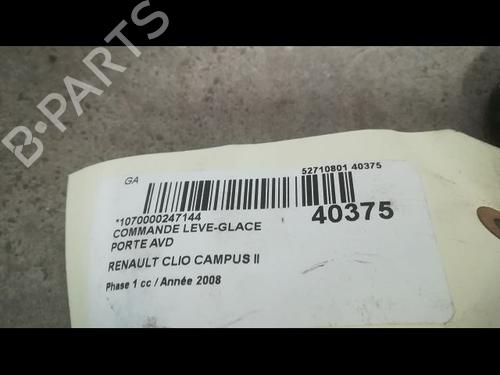 B-PARTS
GA
52710801 40375
*1070000247144
40375
COMMANDE LEVE-GLACE
PORTE AVD
RENAULT CLIO CAMPUS II
Phase 1 cc / Année 2008